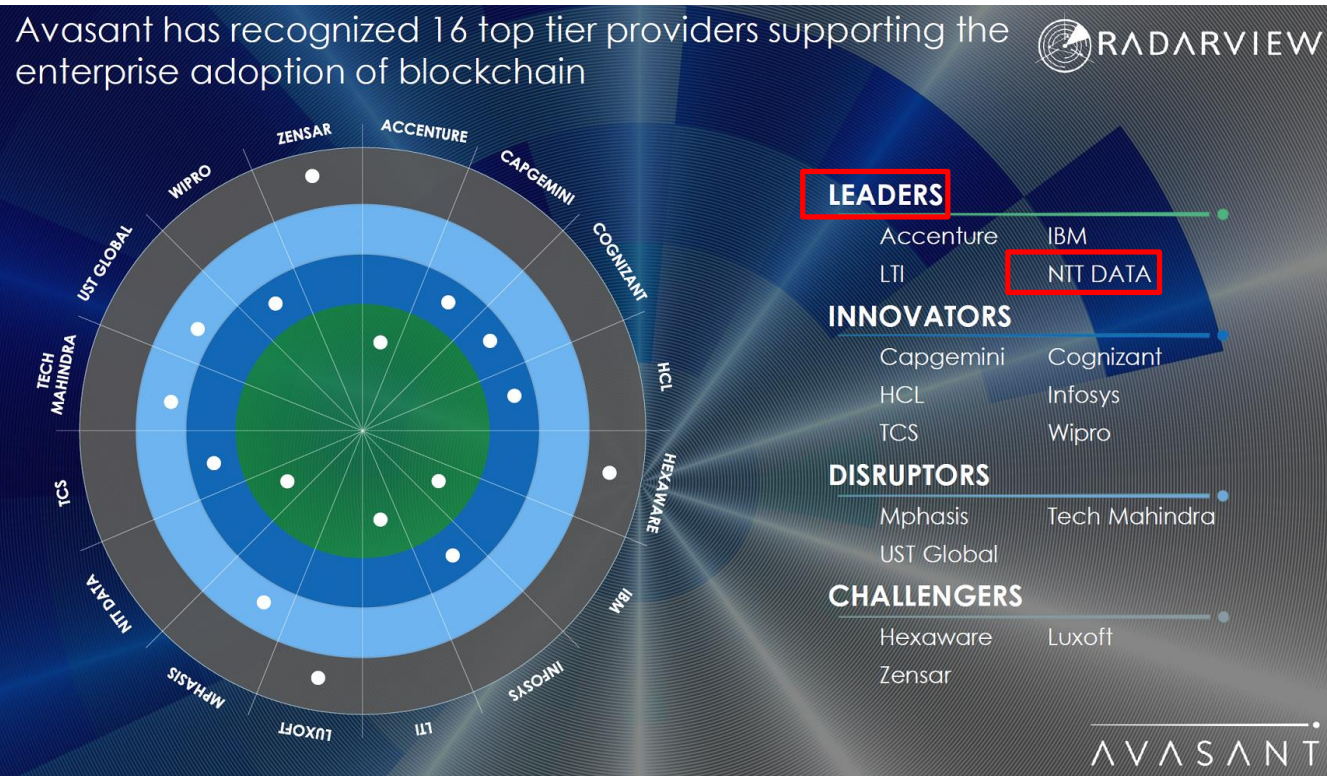 Avasant has recognized 16 top tier providers supporting the
enterprise adoption of blockchain
RADARVIEW
ZENSAR
ACCENTURE
CAPGEMINI
COGNIZANT
HCL
HEXAWARE
IBM
INFOSYS
LTI
LUXOFT
MPHASIS
NTT DATA
TCS
TECH
MAHINDRA
UST GLOBAL
WIPRO
LEADERS
Accenture IBM
LTI NTT DATA
INNOVATORS
Capgemini Cognizant
HCL Infosys
TCS Wipro
DISRUPTORS
Mphasis Tech Mahindra
UST Global
CHALLENGERS
Hexaware Luxoft
Zensar
AVASANT